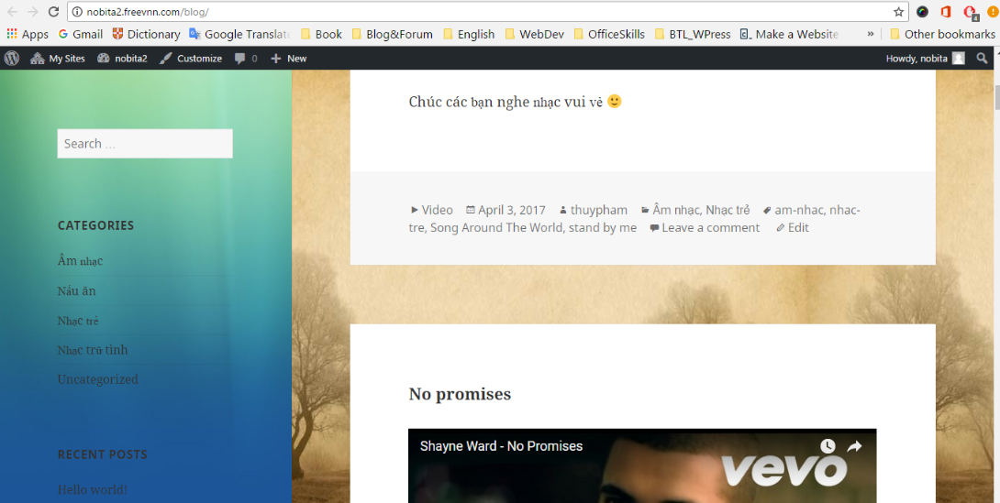 nobita2.freevnn.com/blog/
Apps Gmail Dictionary Google Translat Book Blog&Forum English WebDev OfficeSkills BTL_WPress Make a Website » Other bookmarks
My Sites nobita2 Customize 0 New Howdy, nobita
Chúc các bạn nghe nhạc vui vẻ 🙂
Search …
Video April 3, 2017 thuypham Âm nhạc, Nhạc trẻ am-nhac, nhac-
tre, Song Around The World, stand by me Leave a comment Edit
CATEGORIES
Âm nhạc
Nấu ăn
Nhạc trẻ
Nhạc trữ tình
Uncategorized
No promises
Shayne Ward - No Promises
vevo
RECENT POSTS
Hello world!